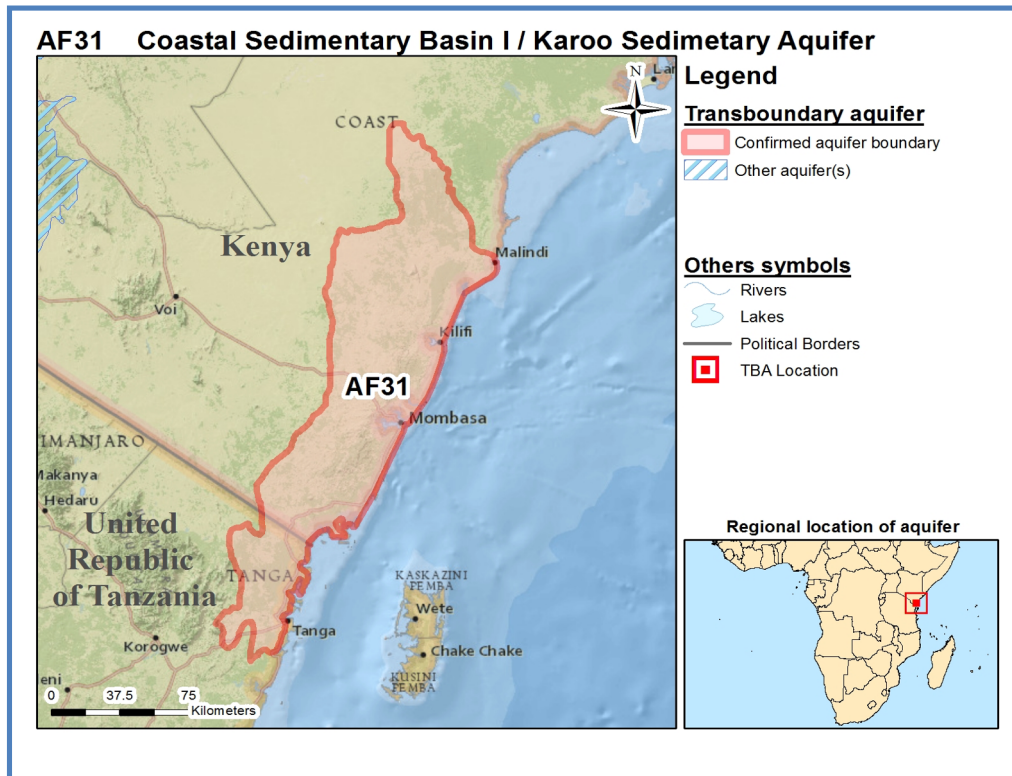 AF31 Coastal Sedimentary Basin I / Karoo Sedimetary Aquifer
N
Lan
COAST
Kenya
Malindi
Voi
Kilifi
AF31
Mombasa
IMANJARO
Makanya
Hedaru
United
Republic
of Tanzania
TANGA
KASKAZINI
PEMBA
Wete
Tanga
Korogwe
Chake Chake
KUSINI
PEMBA
eni
0 37.5 75
Kilometers
Legend
Transboundary aquifer
Confirmed aquifer boundary
Other aquifer(s)
Others symbols
Rivers
Lakes
Political Borders
TBA Location
Regional location of aquifer